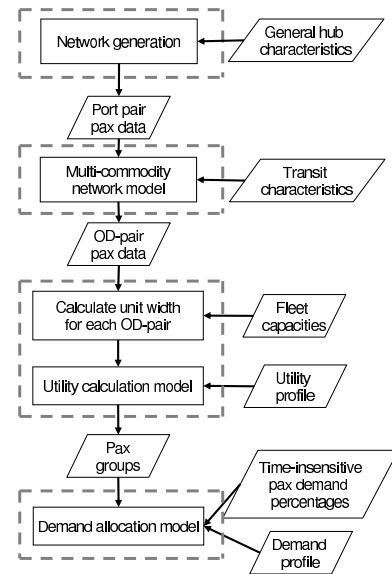 Network generation
General hub
characteristics
Port pair
pax data
Multi-commodity
network model
Transit
characteristics
OD-pair
pax data
Calculate unit width
for each OD-pair
Fleet
capacities
Utility calculation model
Utility
profile
Pax
groups
Time-insensitive
pax demand
percentages
Demand allocation model
Demand
profile